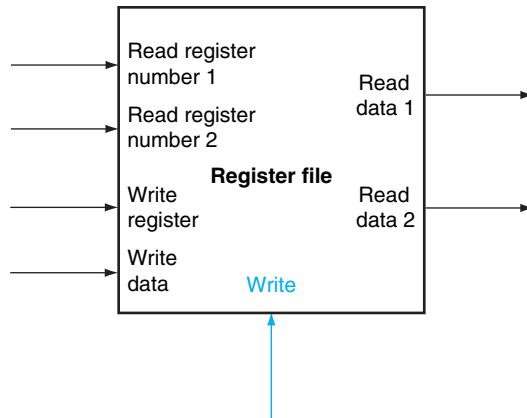 Read register
number 1
Read register
number 2
Read
data 1
Register file
Write
register
Read
data 2
Write
data
Write